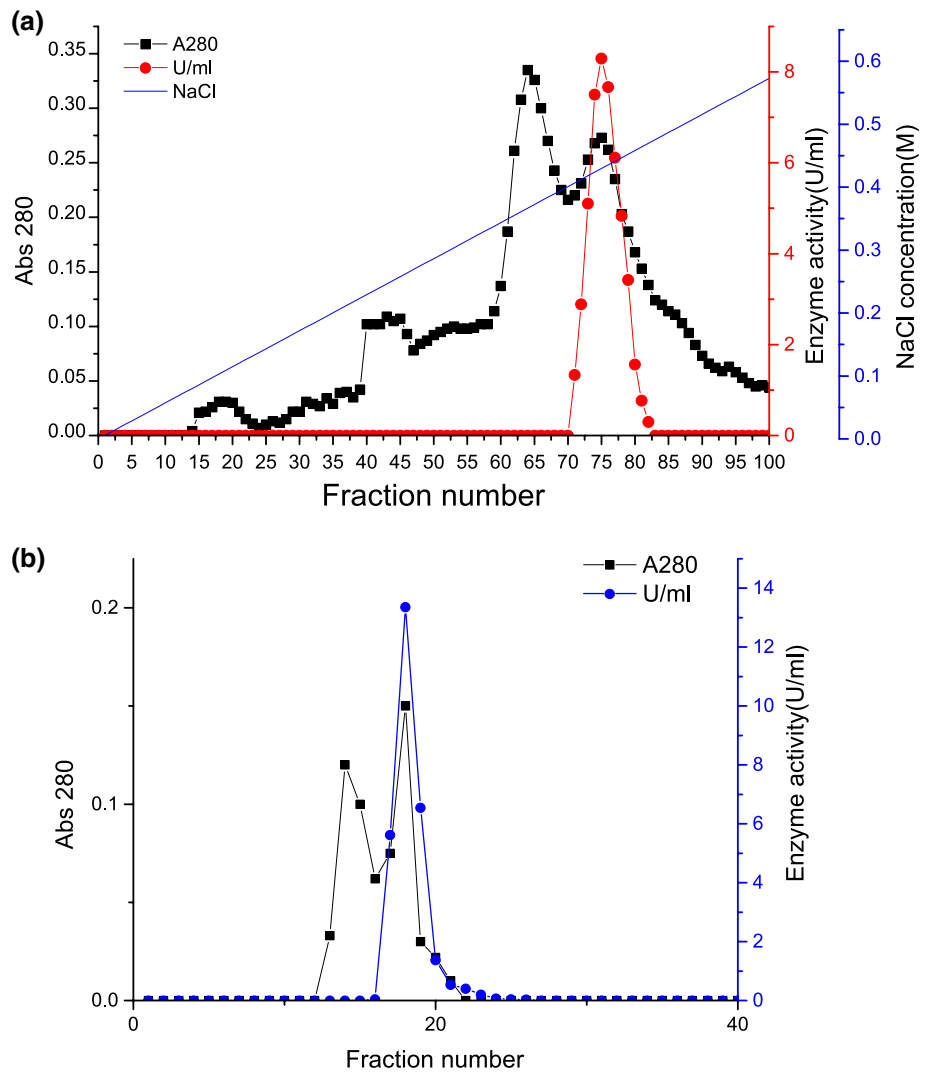 (a)
A280
U/ml
NaCl
0.35
0.30
0.25
0.20
0.15
0.10
0.05
0.00
Abs 280
8
6
4
2
0
Enzyme activity(U/ml)
0.6
0.5
0.4
0.3
0.2
0.1
0.0
NaCl concentration(M)
0 5 10 15 20 25 30 35 40 45 50 55 60 65 70 75 80 85 90 95 100
Fraction number
(b)
A280
U/ml
0.2
0.1
0.0
Abs 280
14
12
10
8
6
4
2
0
Enzyme activity(U/ml)
0 20 40
Fraction number